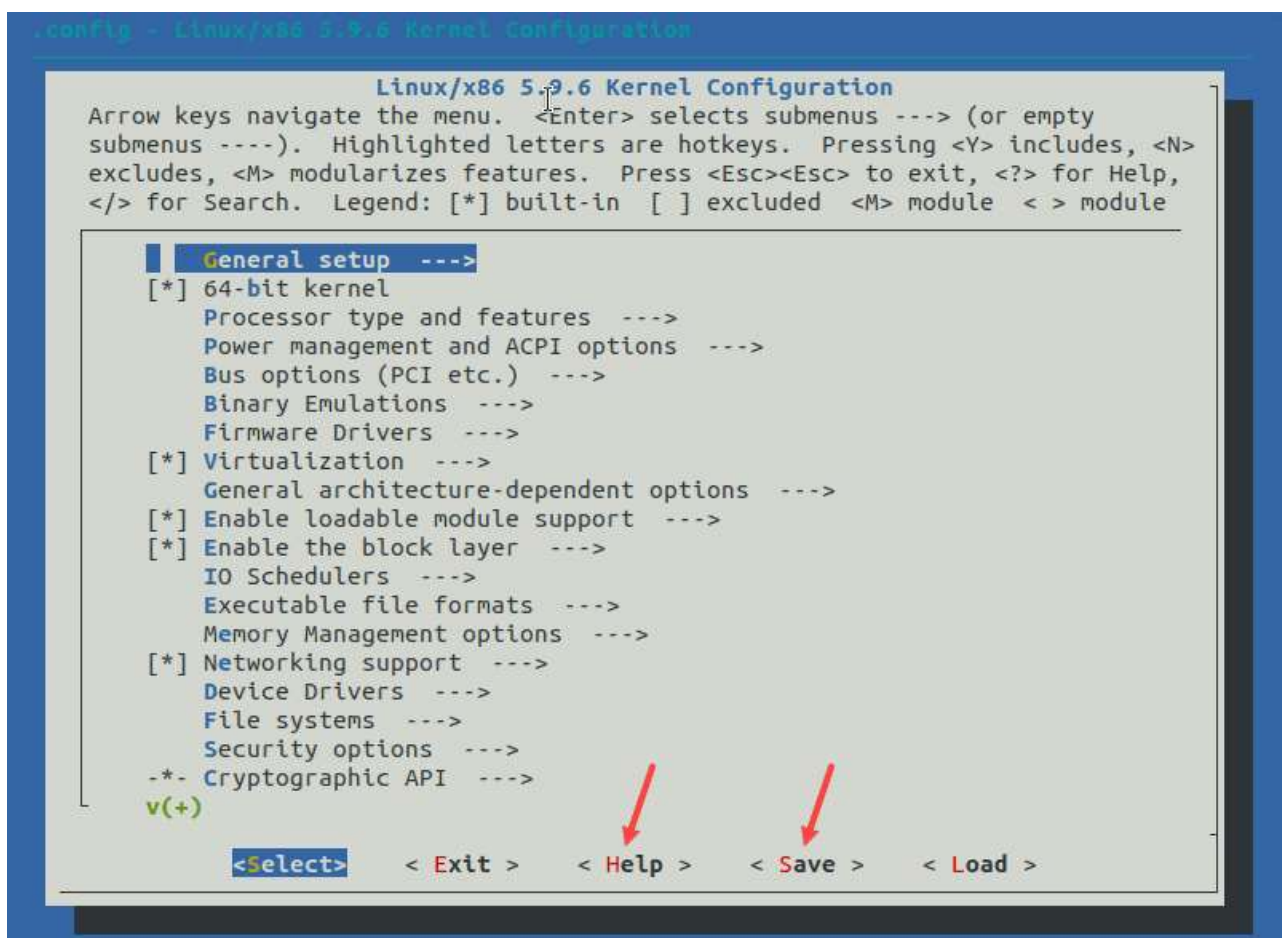 .config - Linux/x86 5.9.6 Kernel Configuration
Linux/x86 5.9.6 Kernel Configuration
Arrow keys navigate the menu.  <Enter> selects submenus ---> (or empty
submenus ----).  Highlighted letters are hotkeys.  Pressing <Y> includes, <N>
excludes, <M> modularizes features.  Press <Esc><Esc> to exit, <?> for Help,
</> for Search.  Legend: [*] built-in  [ ] excluded  <M> module  < > module
General setup  --->
[*] 64-bit kernel
Processor type and features  --->
Power management and ACPI options  --->
Bus options (PCI etc.)  --->
Binary Emulations  --->
Firmware Drivers  --->
[*] Virtualization  --->
General architecture-dependent options  --->
[*] Enable loadable module support  --->
[*] Enable the block layer  --->
IO Schedulers  --->
Executable file formats  --->
Memory Management options  --->
[*] Networking support  --->
Device Drivers  --->
File systems  --->
Security options  --->
-*- Cryptographic API  --->
v(+)
<Select>    < Exit >    < Help >    < Save >    < Load >